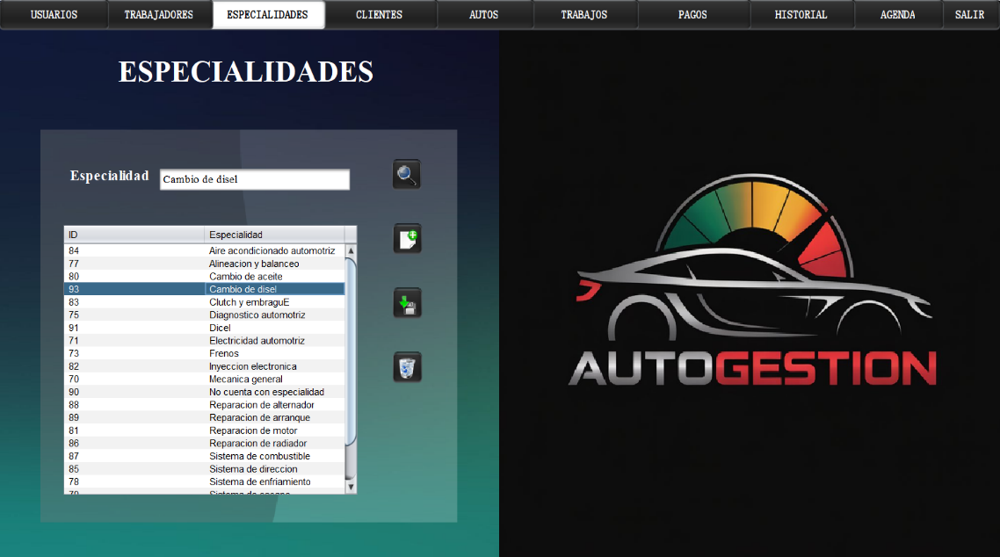 USUARIOS TRABAJADORES ESPECIALIDADES CLIENTES AUTOS TRABAJOS PAGOS HISTORIAL AGENDA SALIR
ESPECIALIDADES
Especialidad Cambio de disel
ID Especialidad
84 Aire acondicionado automotriz
77 Alineacion y balanceo
80 Cambio de aceite
93 Cambio de disel
83 Clutch y embraguE
75 Diagnostico automotriz
91 Dicel
71 Electricidad automotriz
73 Frenos
82 Inyeccion electronica
70 Mecanica general
90 No cuenta con especialidad
88 Reparacion de alternador
89 Reparacion de arranque
81 Reparacion de motor
86 Reparacion de radiador
87 Sistema de combustible
85 Sistema de direccion
78 Sistema de enfriamiento
Sistema de
AUTOGESTION